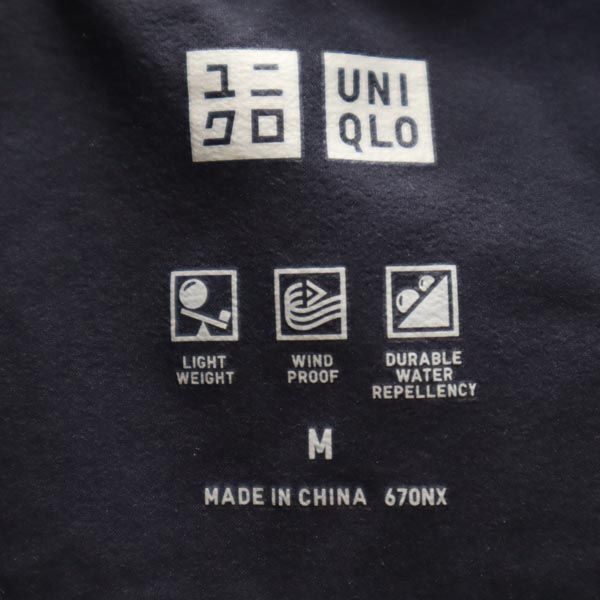 ユニ
クロ
UNI
QLO
LIGHT
WEIGHT
WIND
PROOF
DURABLE
WATER
REPELLENCY
M
MADE IN CHINA 670NX